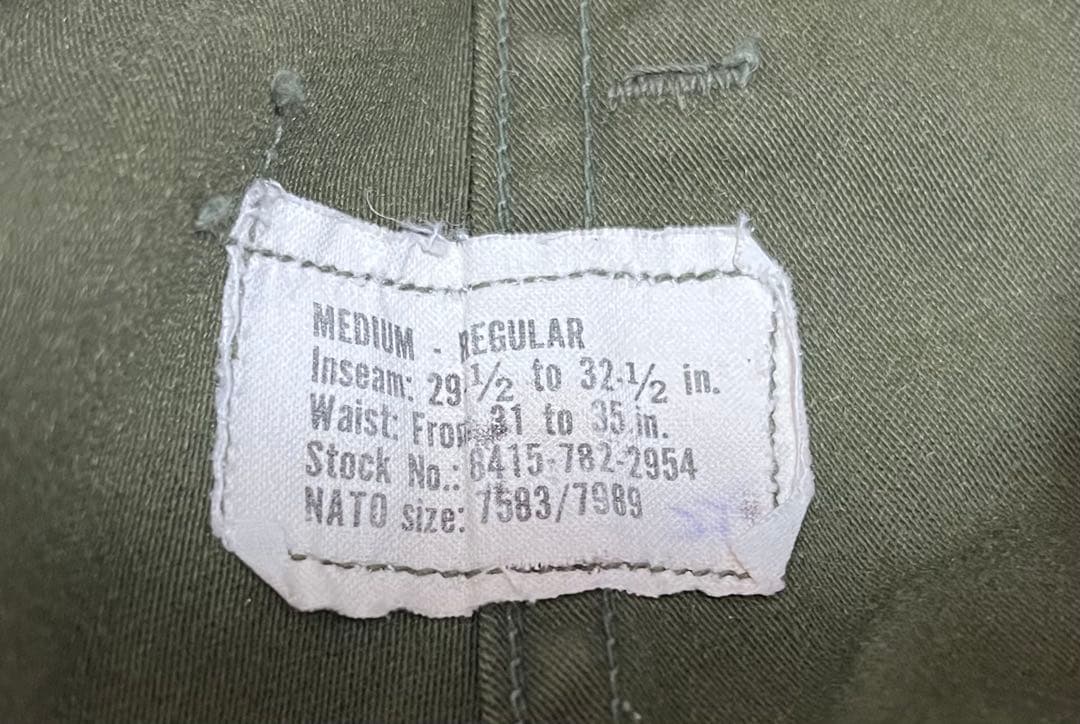 MEDIUM - REGULAR
Inseam: 29-1/2 to 32-1/2 in.
Waist: From 31 to 35 in.
Stock No.: 8415-782-2954
NATO size: 7583/7989